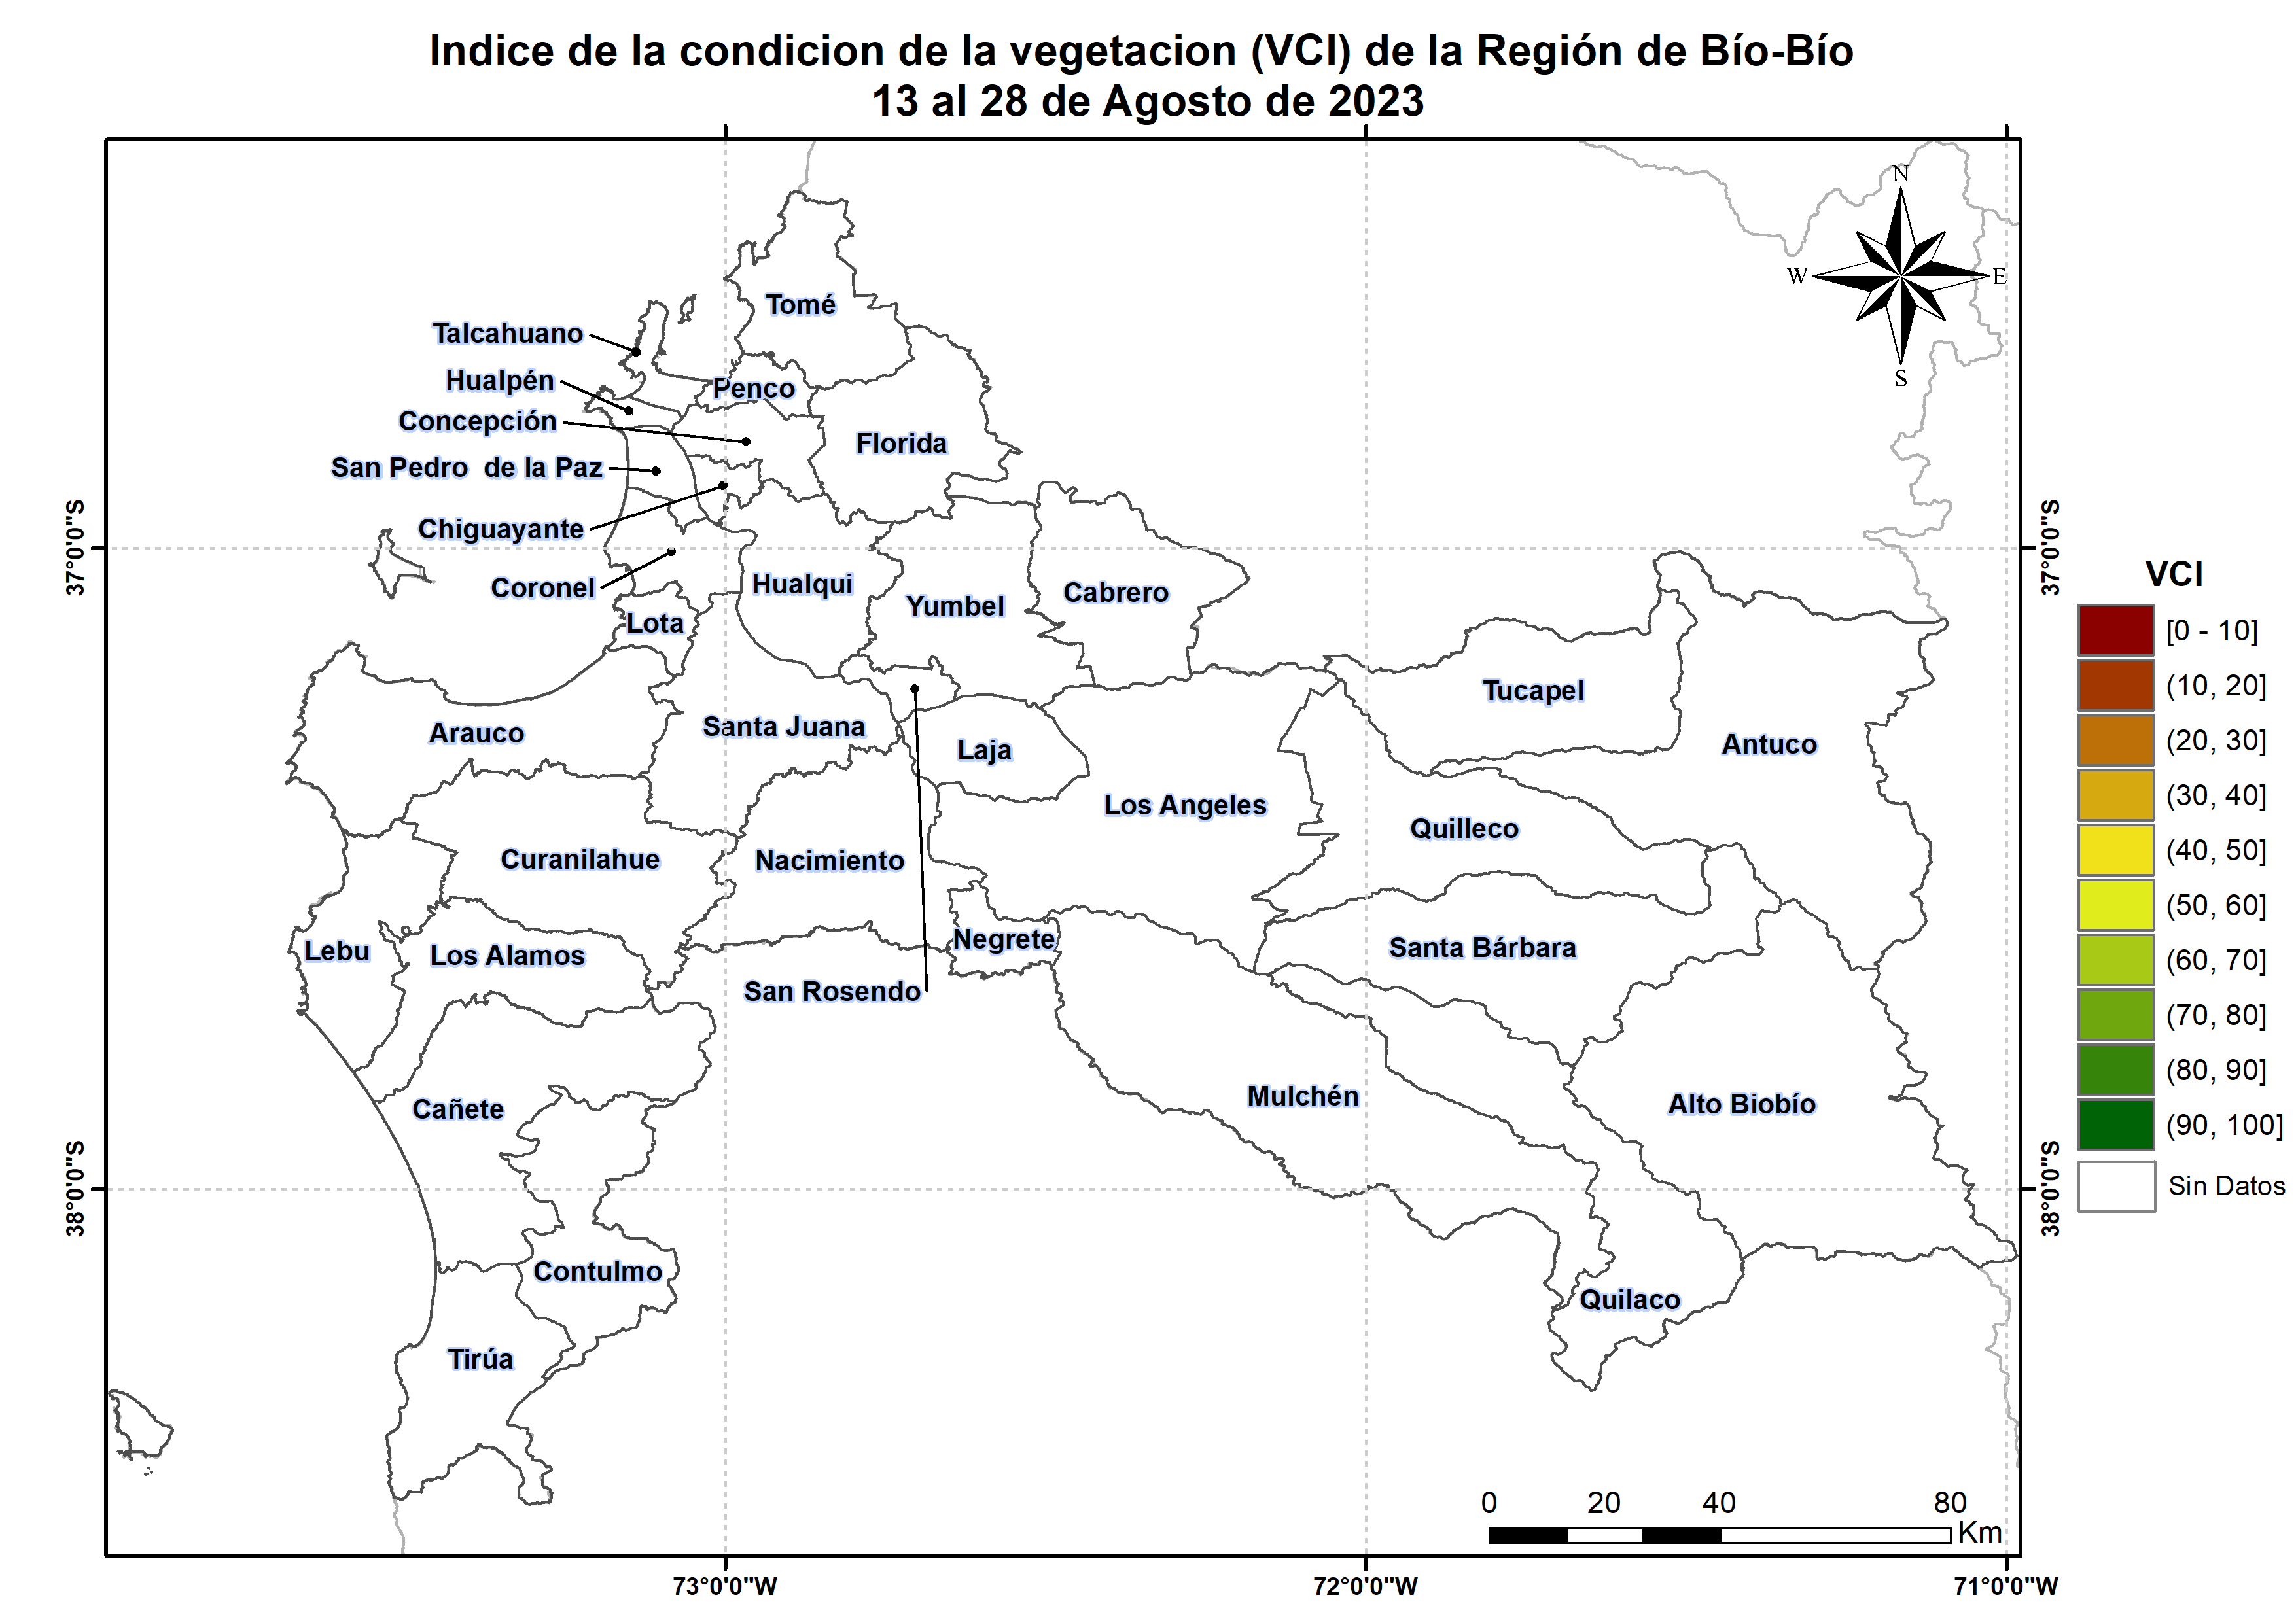 Indice de la condicion de la vegetacion (VCI) de la Región de Bío-Bío
13 al 28 de Agosto de 2023
N
W
E
S
Tomé
Talcahuano
Hualpén
Penco
Concepción
Florida
San Pedro  de la Paz
Chiguayante
37°0'0"S
37°0'0"S
Coronel
Hualqui
Yumbel
Cabrero
Lota
Tucapel
Arauco
Santa Juana
Laja
Antuco
Los Angeles
Quilleco
Curanilahue
Nacimiento
Negrete
Lebu
Los Alamos
Santa Bárbara
San Rosendo
Cañete
Mulchén
Alto Biobío
38°0'0"S
38°0'0"S
Contulmo
Quilaco
Tirúa
VCI
[0 - 10]
(10, 20]
(20, 30]
(30, 40]
(40, 50]
(50, 60]
(60, 70]
(70, 80]
(80, 90]
(90, 100]
Sin Datos
0 20 40 80
Km
73°0'0"W
72°0'0"W
71°0'0"W